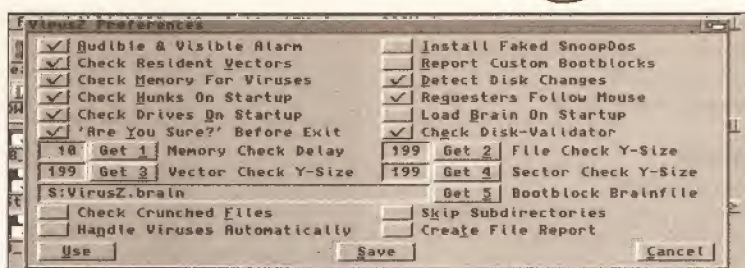 VirusZ Preferences
Audible & Visible Alarm Install Faked SnoopDos
Check Resident Vectors Report Custom Bootblocks
Check Memory For Viruses Detect Disk Changes
Check Hunks On Startup Requesters Follow Mouse
Check Drives On Startup Load Brain On Startup
'Are You Sure?' Before Exit Check Disk-Validator
10 Get 1 Memory Check Delay 199 Get 2 File Check Y-Size
199 Get 3 Vector Check Y-Size 199 Get 4 Sector Check Y-Size
S:VirusZ.brain Get 5 Bootblock Brainfile
Check Crunched Files Skip Subdirectories
Handle Viruses Automatically Create File Report
Use Save Cancel